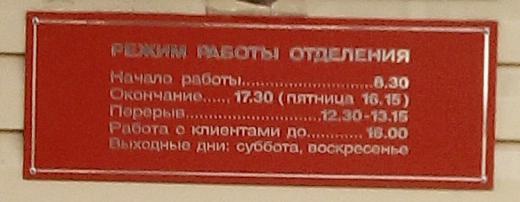 РЕЖИМ РАБОТЫ ОТДЕЛЕНИЯ
Начало работы........................8.30
Окончание.....17.30 (пятница 16.15)
Перерыв.........................12.30-13.15
Работа с клиентами до...........16.00
Выходные дни: суббота, воскресенье